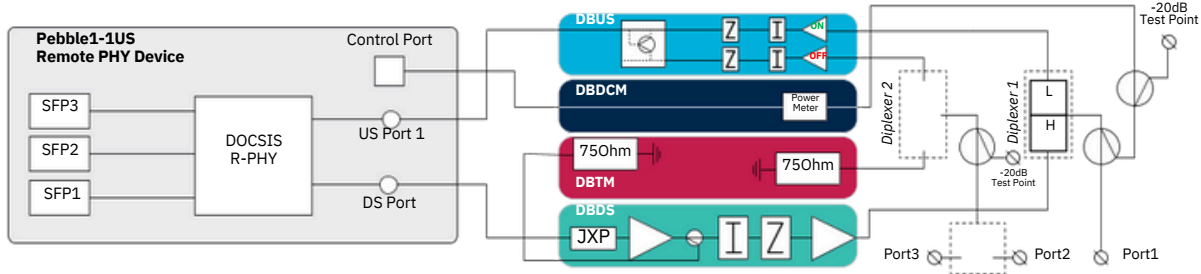 Pebble1-1US
Remote PHY Device
Control Port
SFP3
SFP2
SFP1
DOCSIS
R-PHY
US Port 1
DS Port
DBUS
Z
I
ON
Z
I
OFF
DBDCM
Power
Meter
75Ohm
75Ohm
DBTM
DBDS
JXP
I
Z
Diplexer 2
Diplexer 1
L
H
-20dB
Test Point
-20dB
Test Point
Port3
Port2
Port1